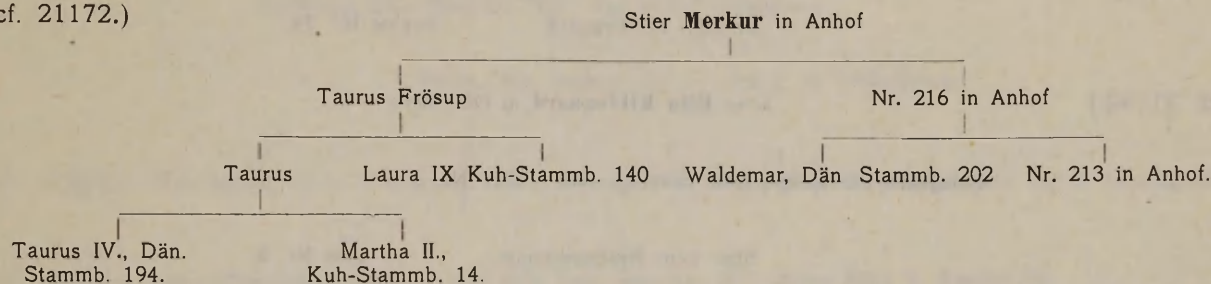 cf. 21172.)
Stier Merkur in Anhof
Taurus Frösup
Nr. 216 in Anhof
Taurus
Laura IX Kuh-Stammb. 140
Waldemar, Dän Stammb. 202
Nr. 213 in Anhof.
Taurus IV., Dän.
Stammb. 194.
Martha II.,
Kuh-Stammb. 14.